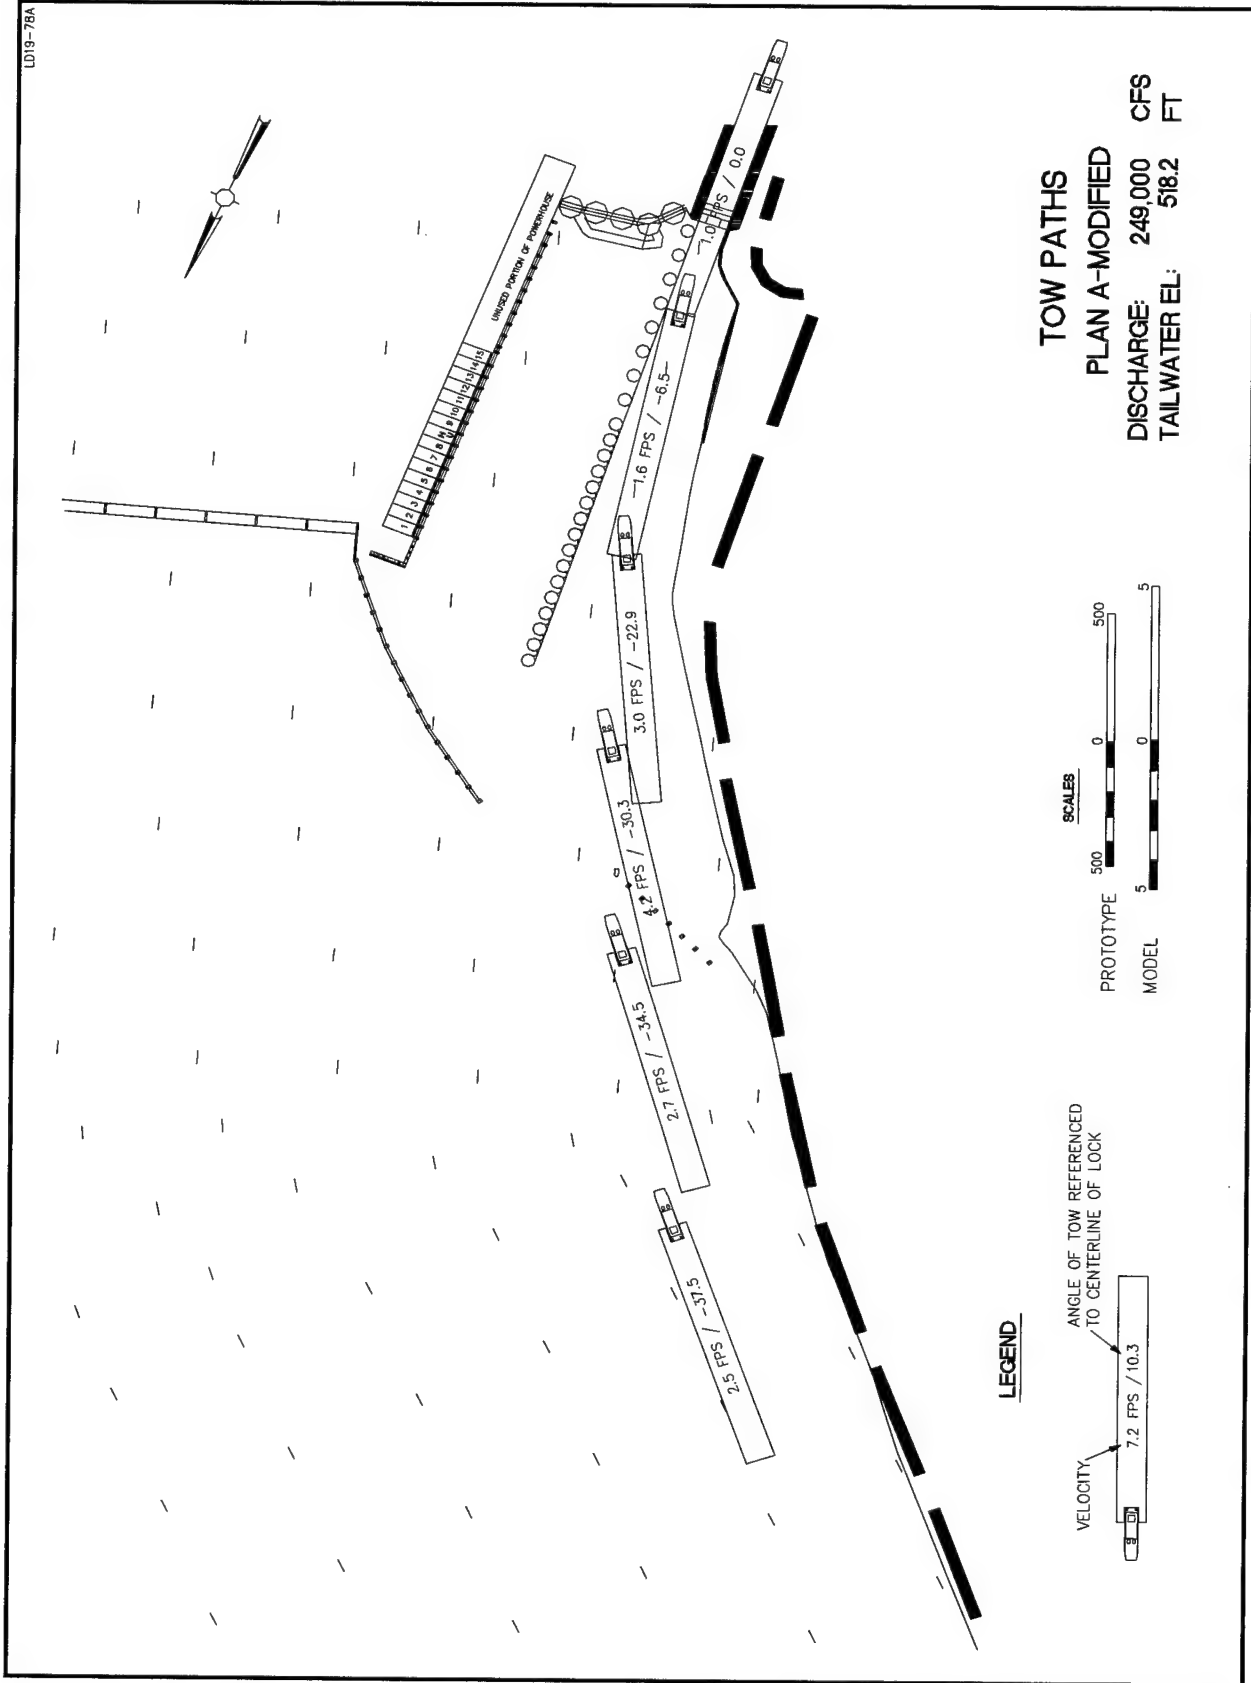 LD19-78A
UNUSED PORTION OF POWERHOUSE
1 2 3 4 5 6 7 8 9 10 11 12 13 14 15
1.0 FPS / 0.0
1.6 FPS / -6.5
3.0 FPS / -22.9
4.2 FPS / -30.3
2.7 FPS / -34.5
2.5 FPS / -37.5
TOW PATHS
PLAN A-MODIFIED
DISCHARGE: 249,000 CFS
TAILWATER EL: 518.2 FT
SCALES
PROTOTYPE 500 0 500
MODEL 5 0 5
LEGEND
VELOCITY
ANGLE OF TOW REFERENCED
TO CENTERLINE OF LOCK
7.2 FPS / 10.3